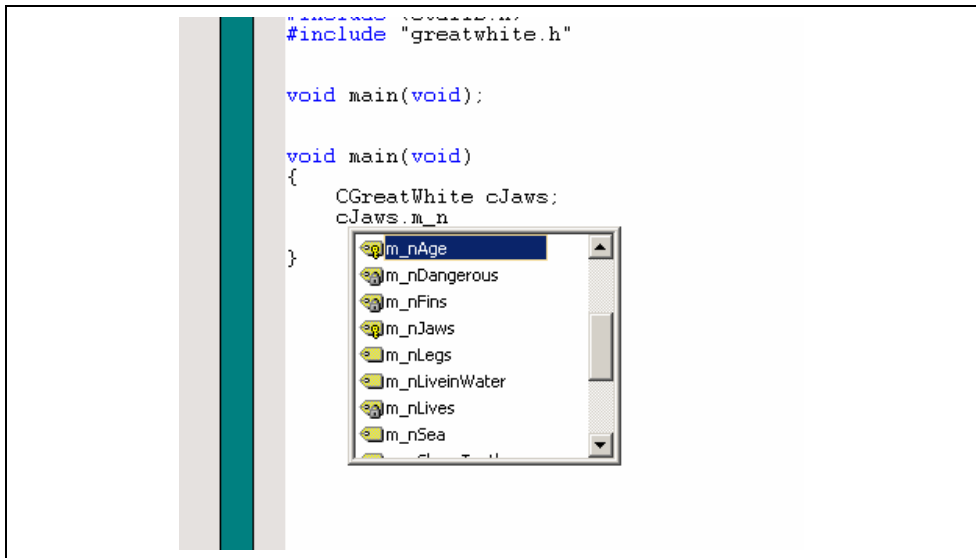 #include "greatwhite.h"
void main(void);
void main(void)
{
CGreatWhite cJaws;
cJaws.m_n
m_nAge
}
m_nDangerous
m_nFins
m_nJaws
m_nLegs
m_nLiveinWater
m_nLives
m_nSea